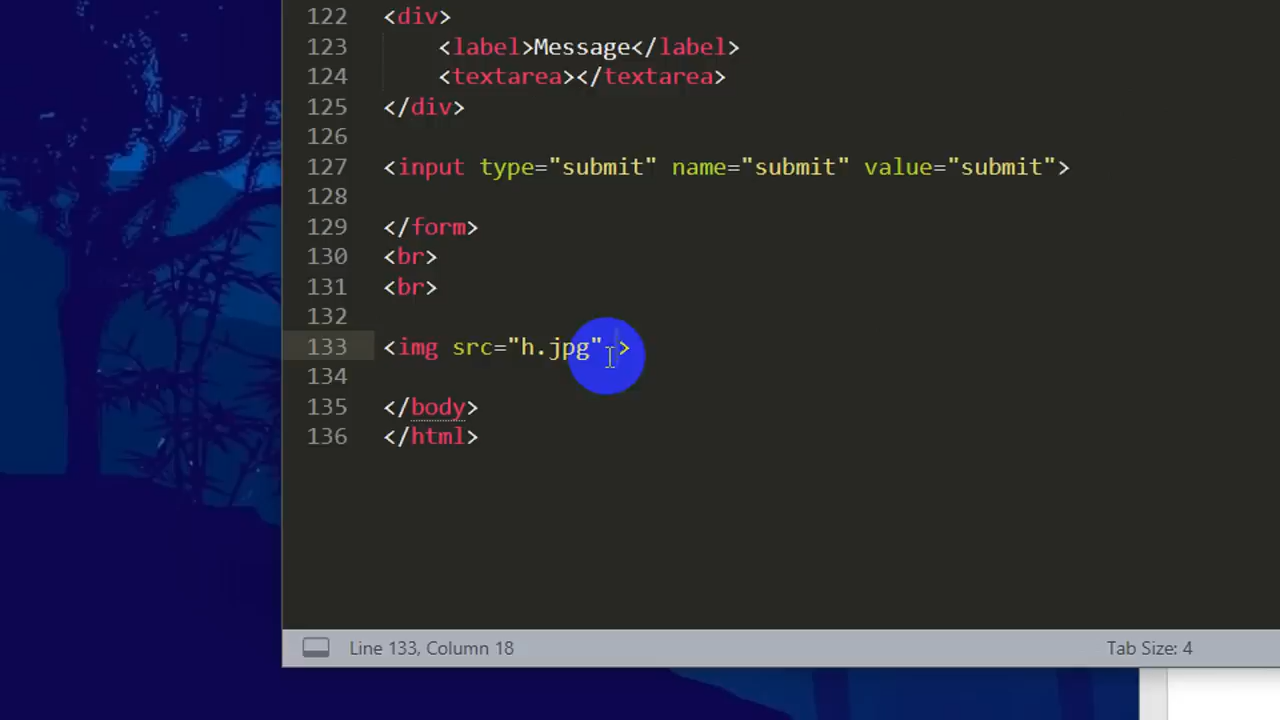 122 <div>
123 <label>Message</label>
124 <textarea></textarea>
125 </div>
126
127 <input type="submit" name="submit" value="submit">
128
129 </form>
130 <br>
131 <br>
132
133 <img src="h.jpg" >
134
135 </body>
136 </html>
Line 133, Column 18 Tab Size: 4